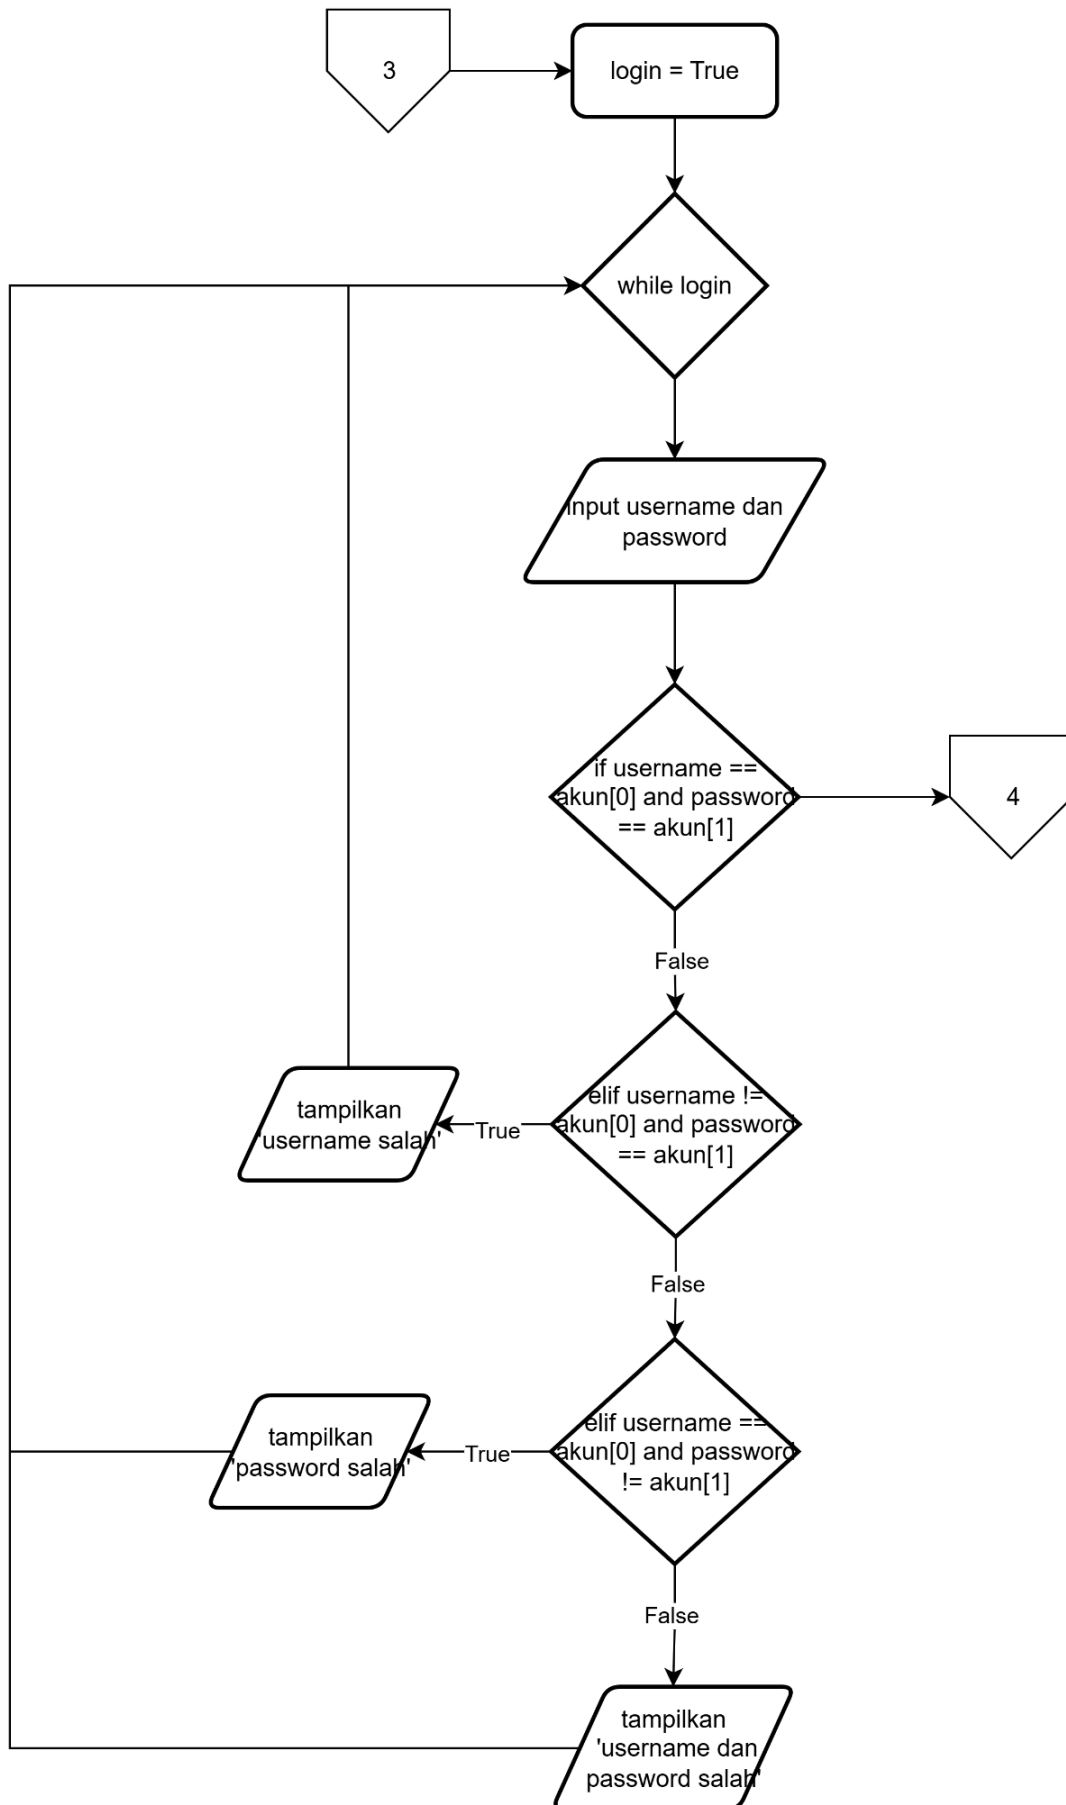 3
login = True
while login
input username dan
password
if username ==
akun[0] and password
== akun[1]
4
False
elif username !=
akun[0] and password
== akun[1]
True
tampilkan
'username salah'
False
elif username ==
akun[0] and password
!= akun[1]
True
tampilkan
'password salah'
False
tampilkan
'username dan
password salah'